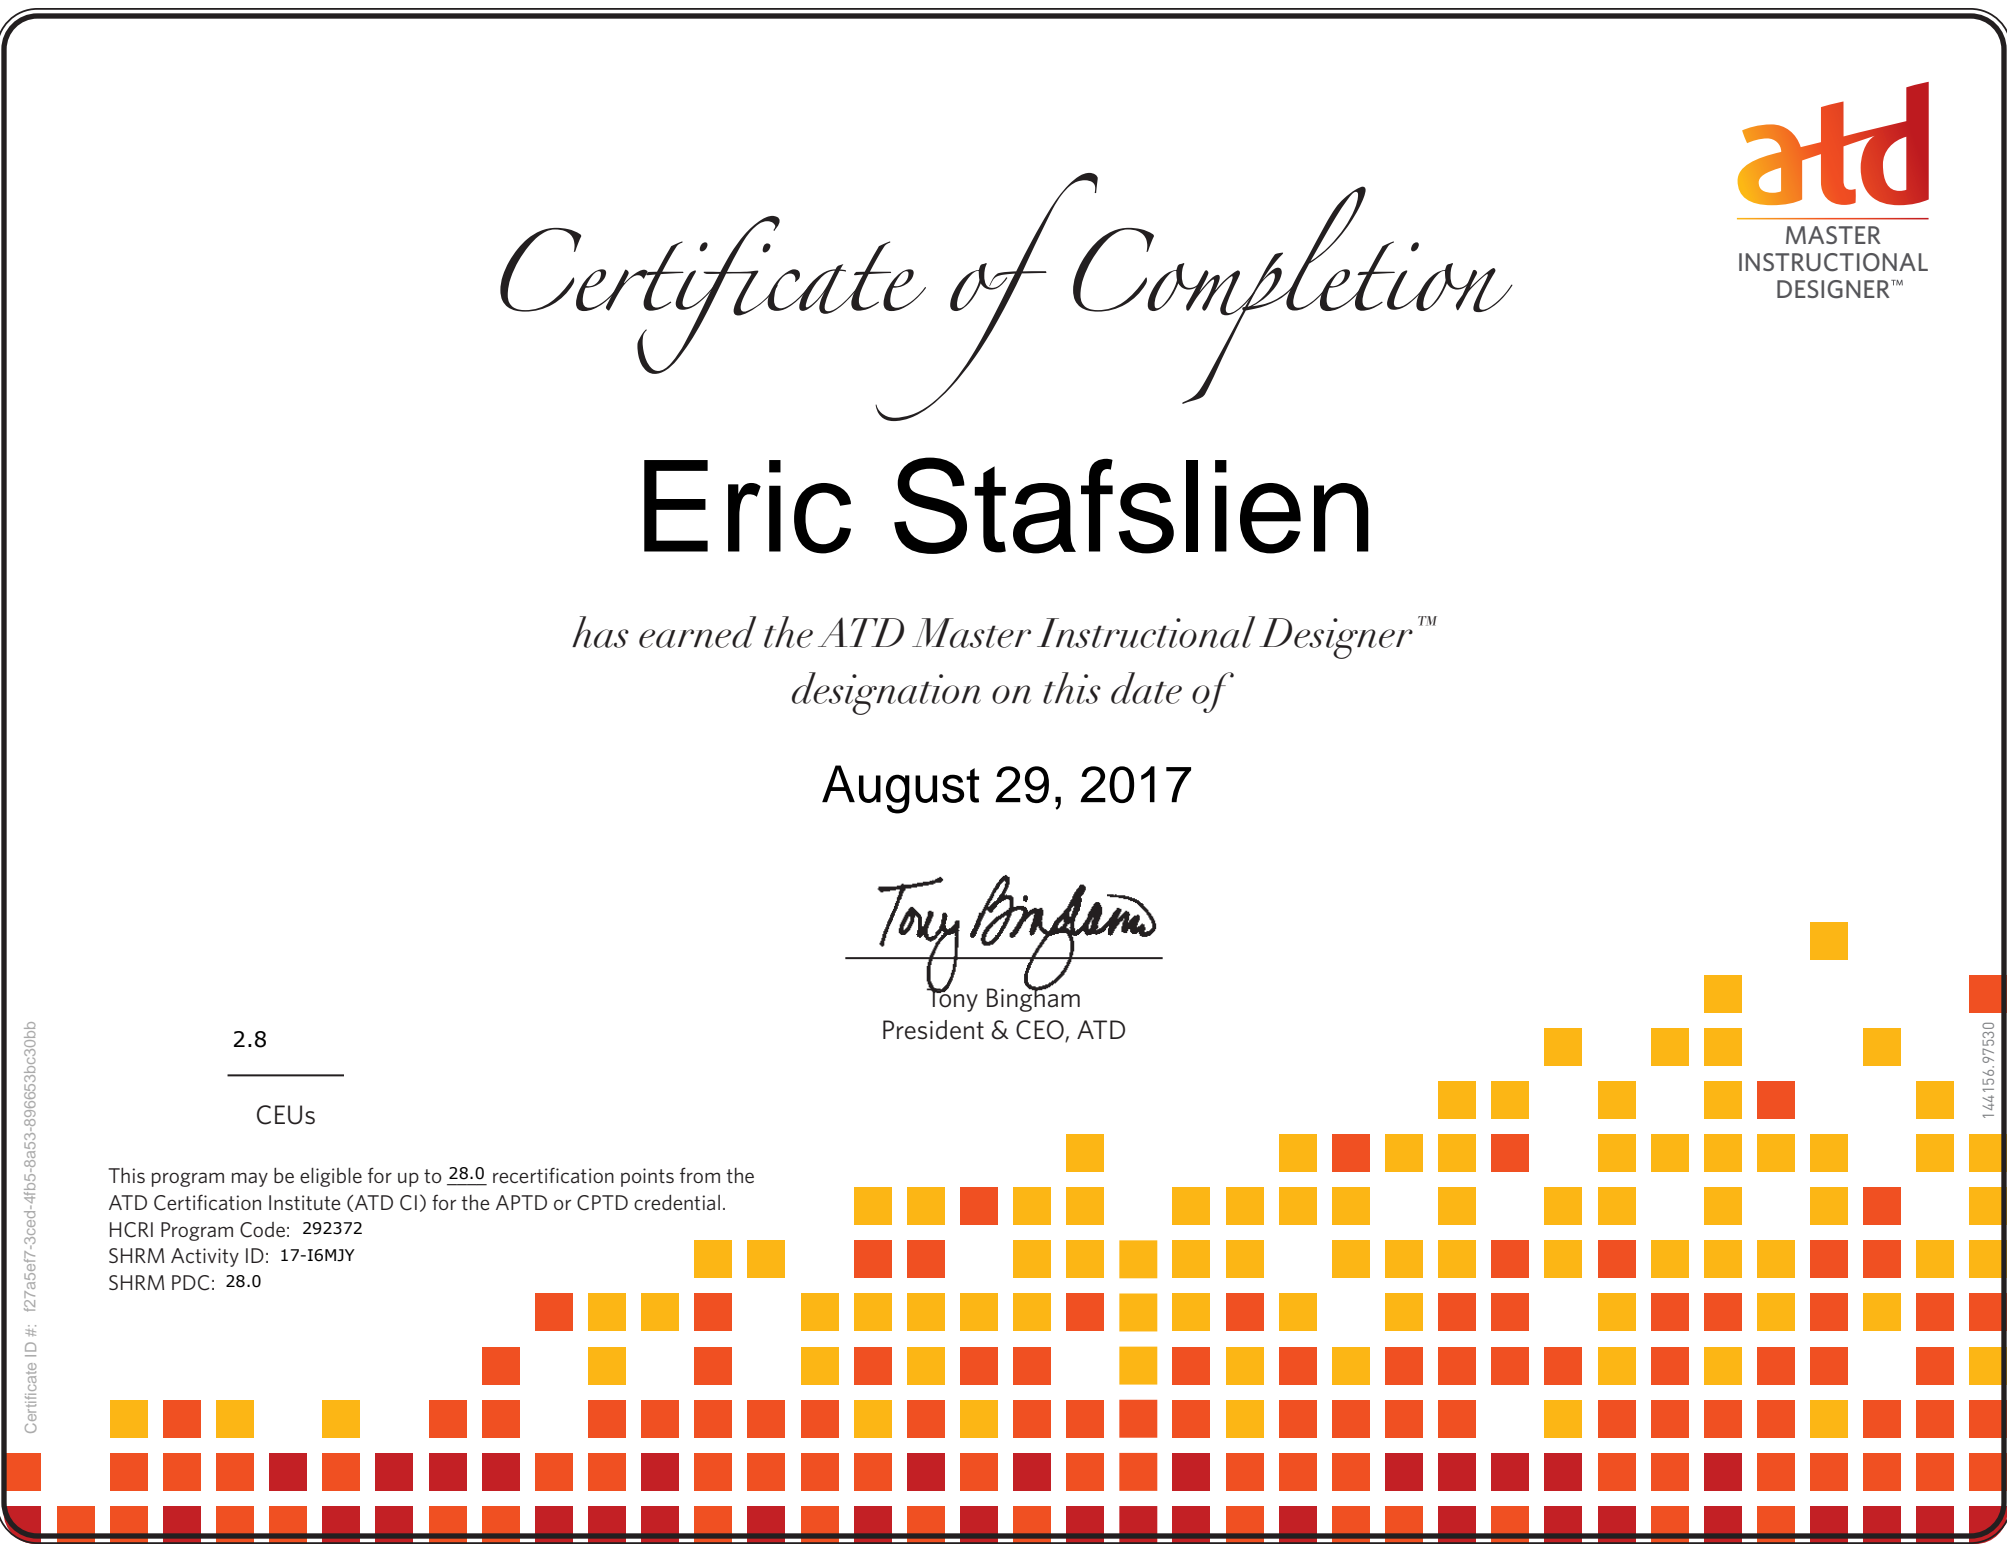 atd
MASTER
INSTRUCTIONAL
DESIGNER™
Certificate of Completion
Eric Stafslien
has earned the ATD Master Instructional Designer™
designation on this date of
August 29, 2017
Tony Bingham
Tony Bingham
President & CEO, ATD
2.8
CEUs
This program may be eligible for up to 28.0 recertification points from the
ATD Certification Institute (ATD CI) for the APTD or CPTD credential.
HCRI Program Code: 292372
SHRM Activity ID: 17-I6MJY
SHRM PDC: 28.0
Certificate ID #: f27a5ef7-3ced-4fb5-8a53-896653bc30bb
144156.97530